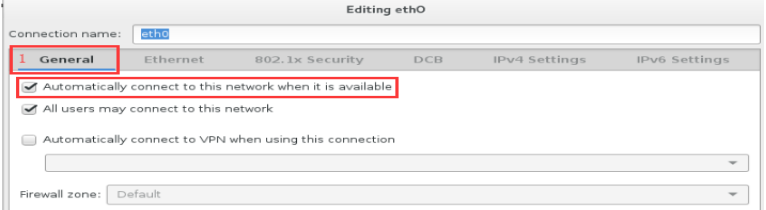 Editing eth0
Connection name: eth0
1 General Ethernet 802.1x Security DCB IPv4 Settings IPv6 Settings
Automatically connect to this network when it is available
All users may connect to this network
Automatically connect to VPN when using this connection
Firewall zone: Default